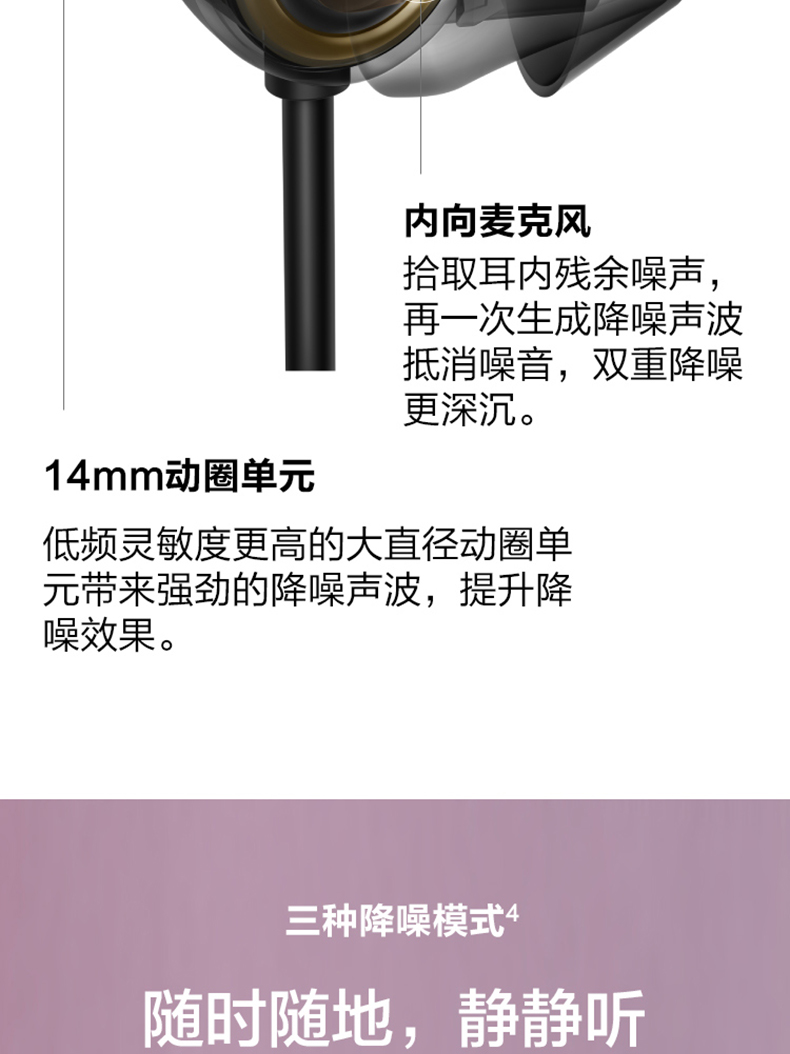 内向麦克风
拾取耳内残余噪声，
再一次生成降噪声波
抵消噪音，双重降噪
更深沉。
14mm动圈单元
低频灵敏度更高的大直径动圈单
元带来强劲的降噪声波，提升降
噪效果。
三种降噪模式4
随时随地，静静听